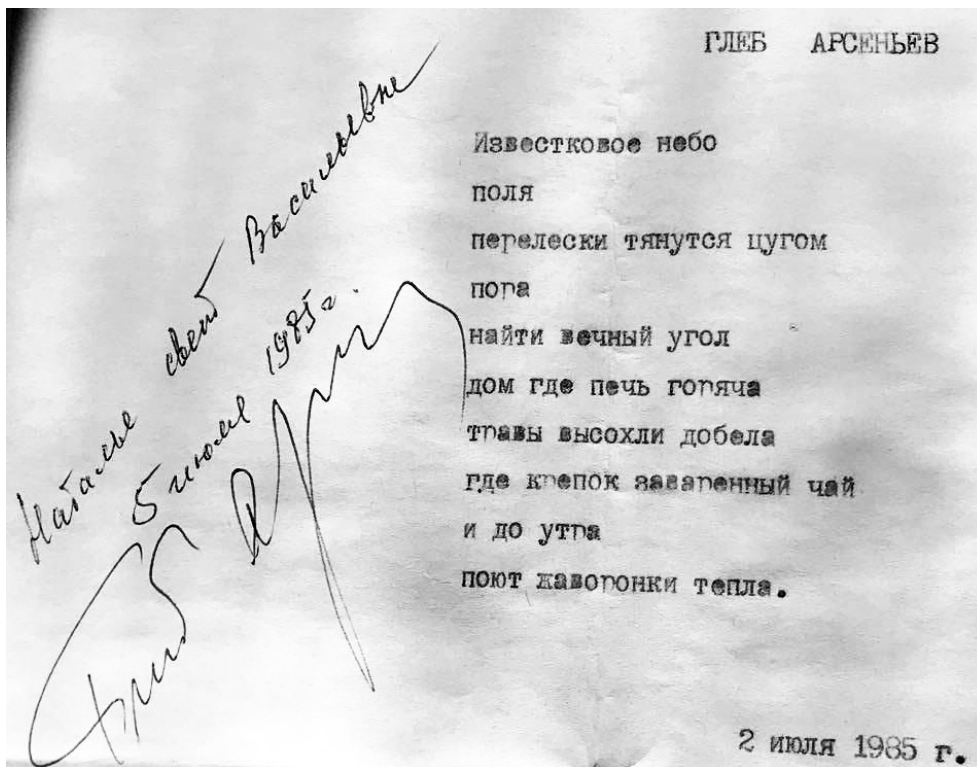 ГЛЕБ АРСЕНЬЕВ
Известковое небо
поля
перелески тянутся цугом
пора
найти вечный угол
дом где печь горяча
травы высохли добела
где крепок заваренный чай
и до утра
поют жаворонки тепла.
2 июля 1985 г.
Наталье свет Васильевне
5 июля 1985 г.